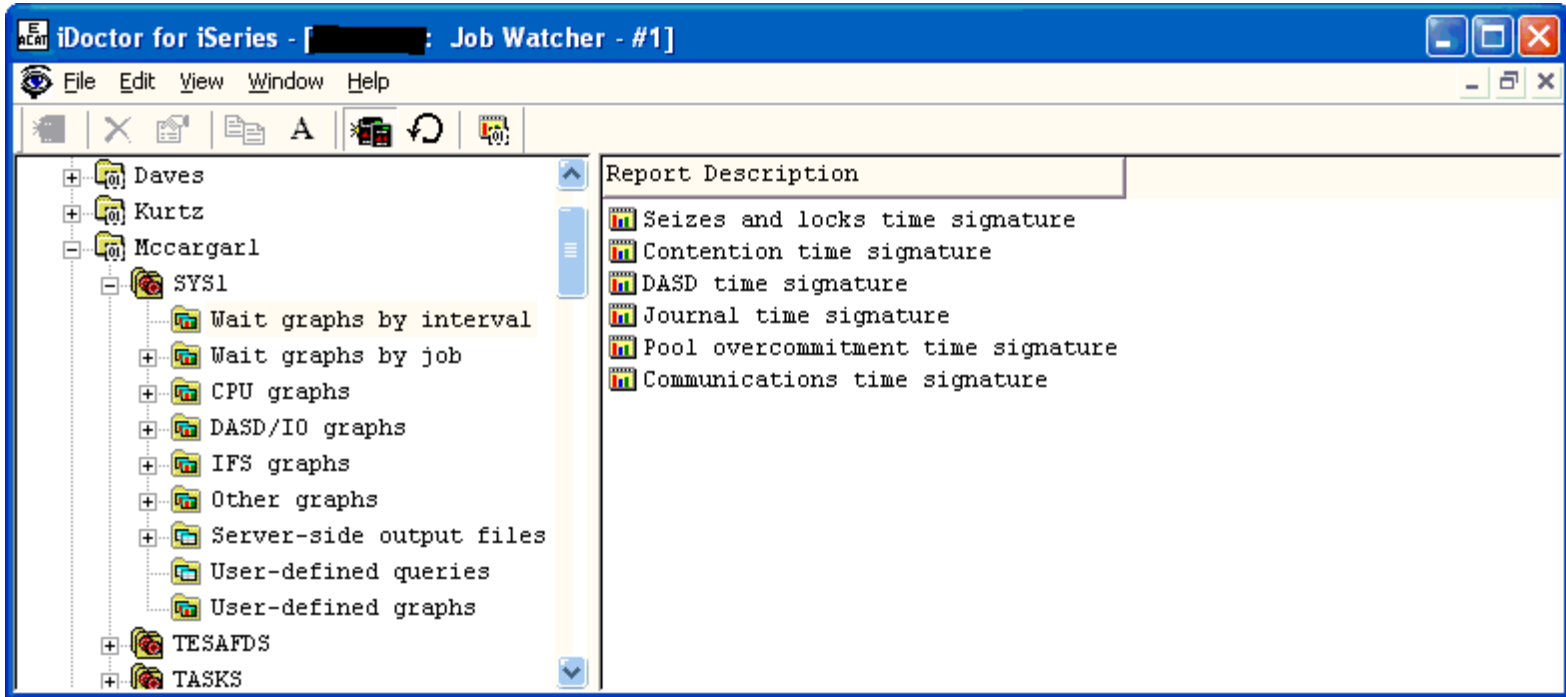 E
ACAT
iDoctor for iSeries - [ : Job Watcher - #1]
File Edit View Window Help
A
Daves
Kurtz
Mccargarl
SYS1
Wait graphs by interval
Wait graphs by job
CPU graphs
DASD/IO graphs
IFS graphs
Other graphs
Server-side output files
User-defined queries
User-defined graphs
TESAFDS
TASKS
Report Description
Seizes and locks time signature
Contention time signature
DASD time signature
Journal time signature
Pool overcommitment time signature
Communications time signature